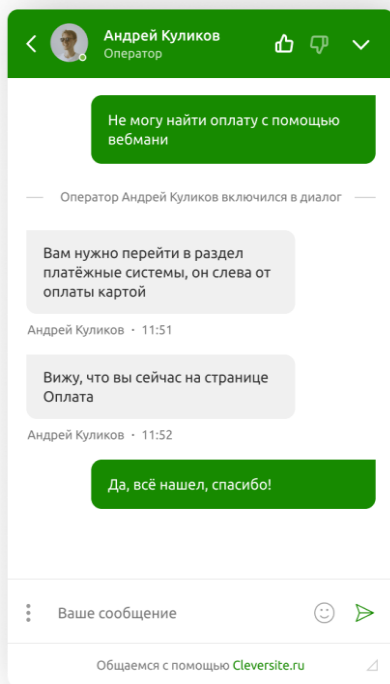 Андрей Куликов
Оператор
Не могу найти оплату с помощью
вебмани
Оператор Андрей Куликов включился в диалог
Вам нужно перейти в раздел
платёжные системы, он слева от
оплаты картой
Андрей Куликов · 11:51
Вижу, что вы сейчас на странице
Оплата
Андрей Куликов · 11:52
Да, всё нашел, спасибо!
Ваше сообщение
Общаемся с помощью Cleversite.ru